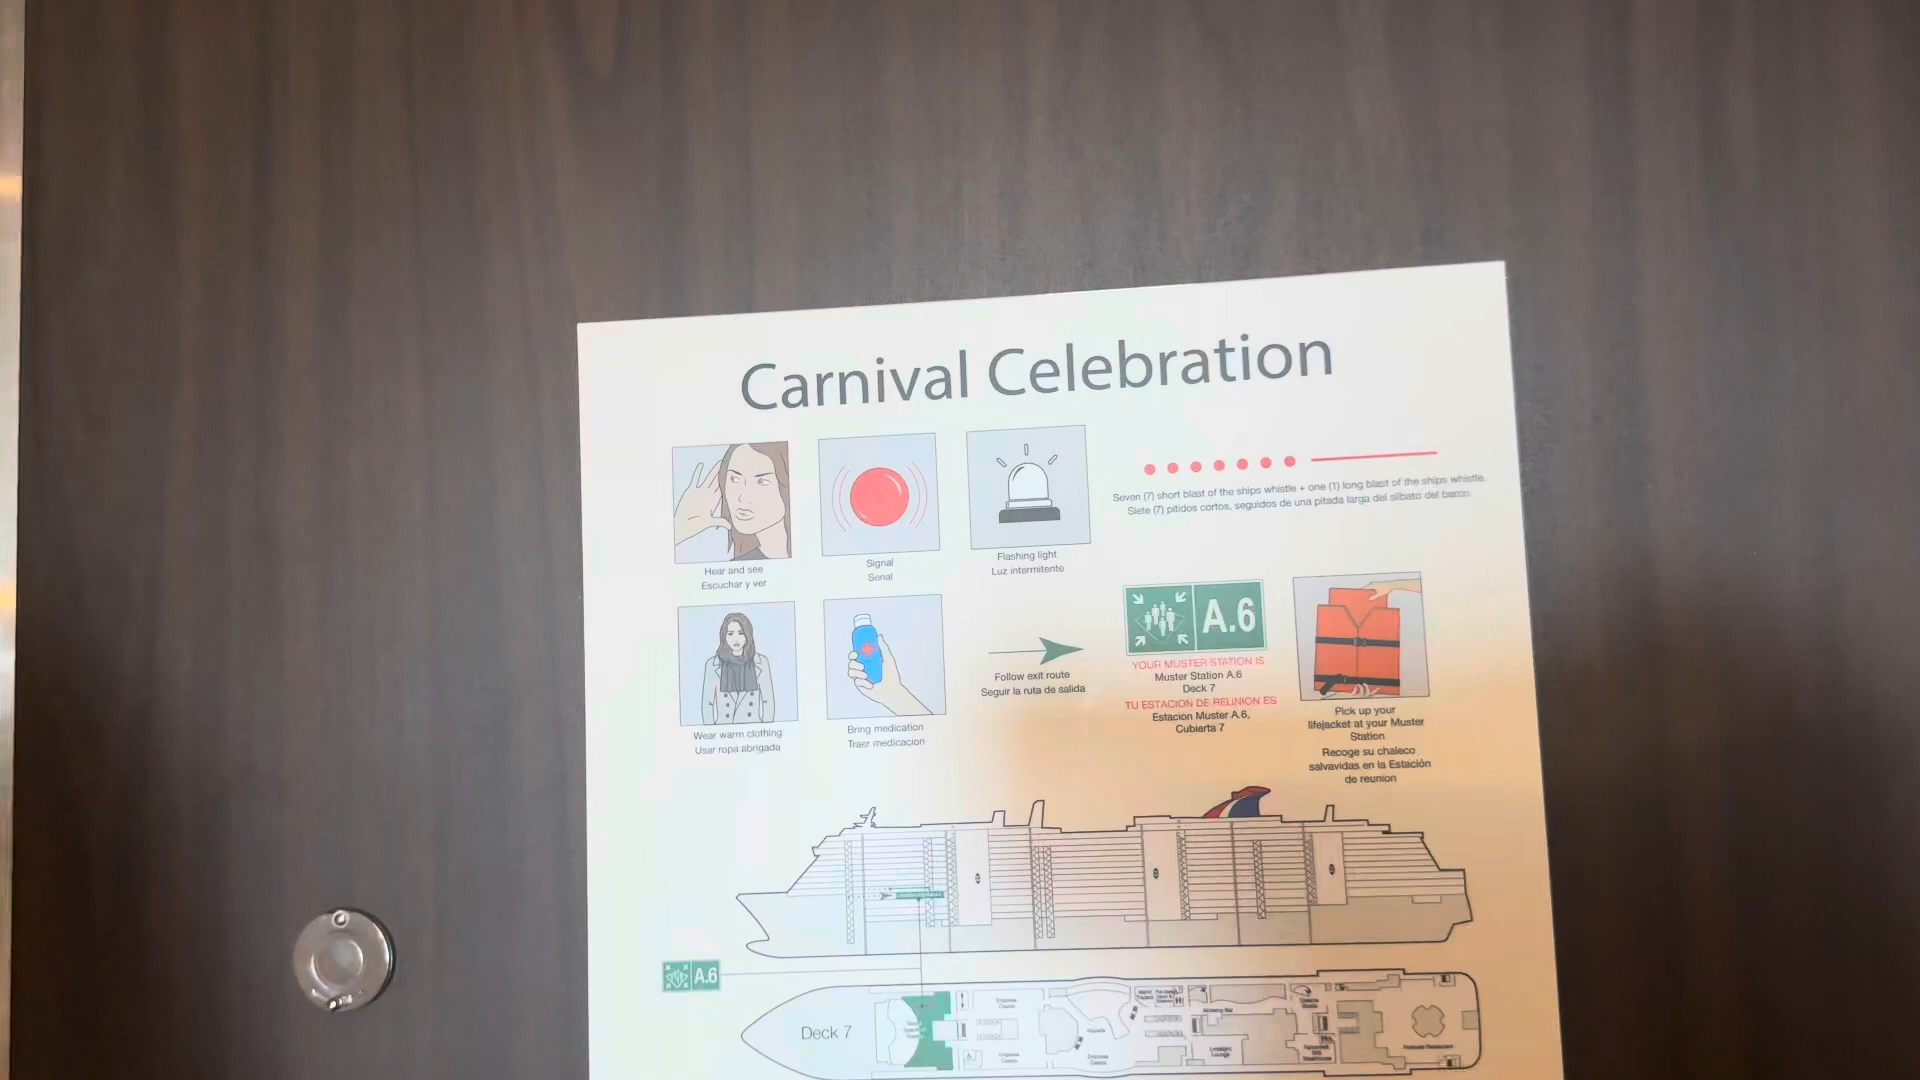 Carnival Celebration
Seven (7) short blast of the ships whistle + one (1) long blast of the ships whistle.
Siete (7) pitidos cortos, seguidos de una pitada larga del silbato del barco.
Hear and see
Escuchar y ver
Signal
Senal
Flashing light
Luz intermitente
A.6
YOUR MUSTER STATION IS
Muster Station A.6
Deck 7
TU ESTACION DE REUNION ES
Estacion Muster A.6,
Cubierta 7
Follow exit route
Seguir la ruta de salida
Pick up your
lifejacket at your Muster
Station
Recoge su chaleco
salvavidas en la Estación
de reunion
Wear warm clothing
Usar ropa abrigada
Bring medication
Traer medicacion
A.6
Deck 7